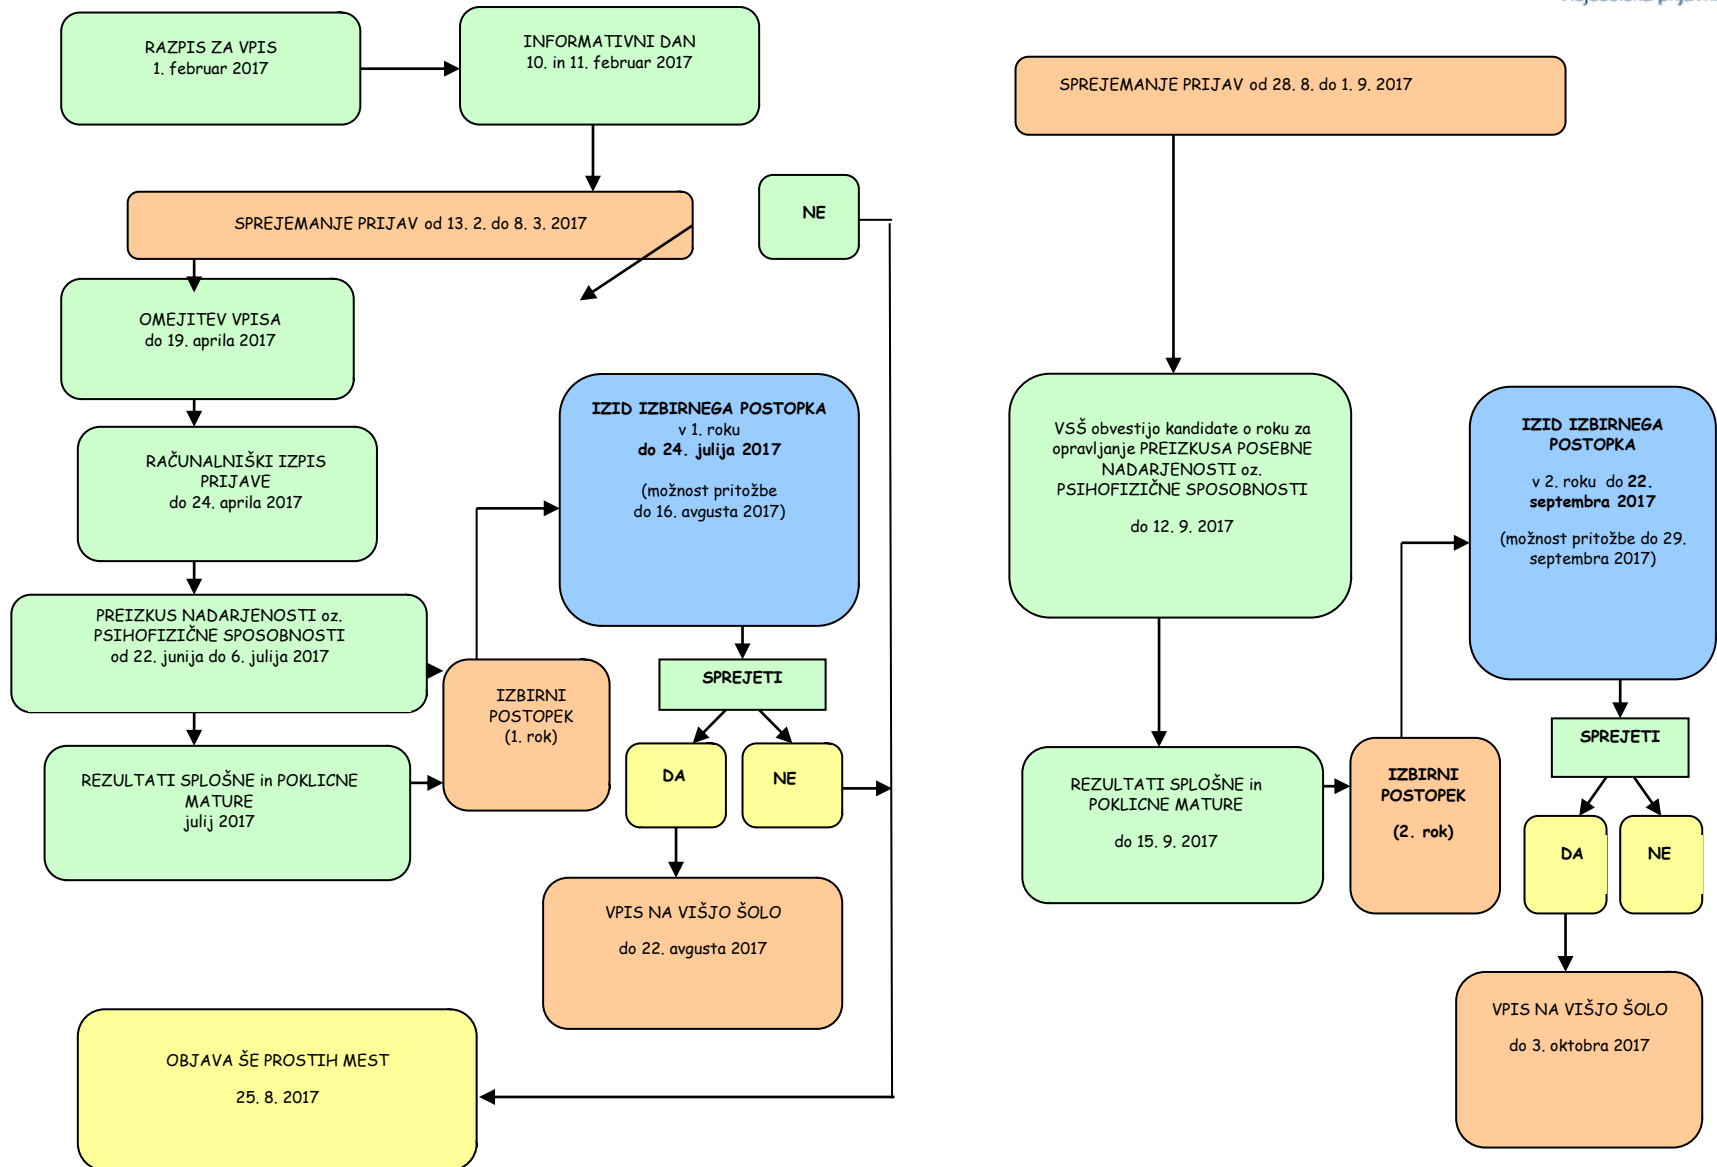 RAZPIS ZA VPIS
1. februar 2017
INFORMATIVNI DAN
10. in 11. februar 2017
SPREJEMANJE PRIJAV od 13. 2. do 8. 3. 2017
NE
OMEJITEV VPISA
do 19. aprila 2017
RAČUNALNIŠKI IZPIS
PRIJAVE
do 24. aprila 2017
PREIZKUS NADARJENOSTI oz.
PSIHOFIZIČNE SPOSOBNOSTI
od 22. junija do 6. julija 2017
REZULTATI SPLOŠNE in POKLICNE
MATURE
julij 2017
IZBIRNI
POSTOPEK
(1. rok)
IZID IZBIRNEGA POSTOPKA
v 1. roku
do 24. julija 2017
(možnost pritožbe
do 16. avgusta 2017)
SPREJETI
DA
NE
VPIS NA VIŠJO ŠOLO
do 22. avgusta 2017
OBJAVA ŠE PROSTIH MEST
25. 8. 2017
SPREJEMANJE PRIJAV od 28. 8. do 1. 9. 2017
VSŠ obvestijo kandidate o roku za
opravljanje PREIZKUSA POSEBNE
NADARJENOSTI oz.
PSIHOFIZIČNE SPOSOBNOSTI
do 12. 9. 2017
REZULTATI SPLOŠNE in
POKLICNE MATURE
do 15. 9. 2017
IZBIRNI
POSTOPEK
(2. rok)
IZID IZBIRNEGA
POSTOPKA
v 2. roku do 22.
septembra 2017
(možnost pritožbe do 29.
septembra 2017)
SPREJETI
DA
NE
VPIS NA VIŠJO ŠOLO
do 3. oktobra 2017